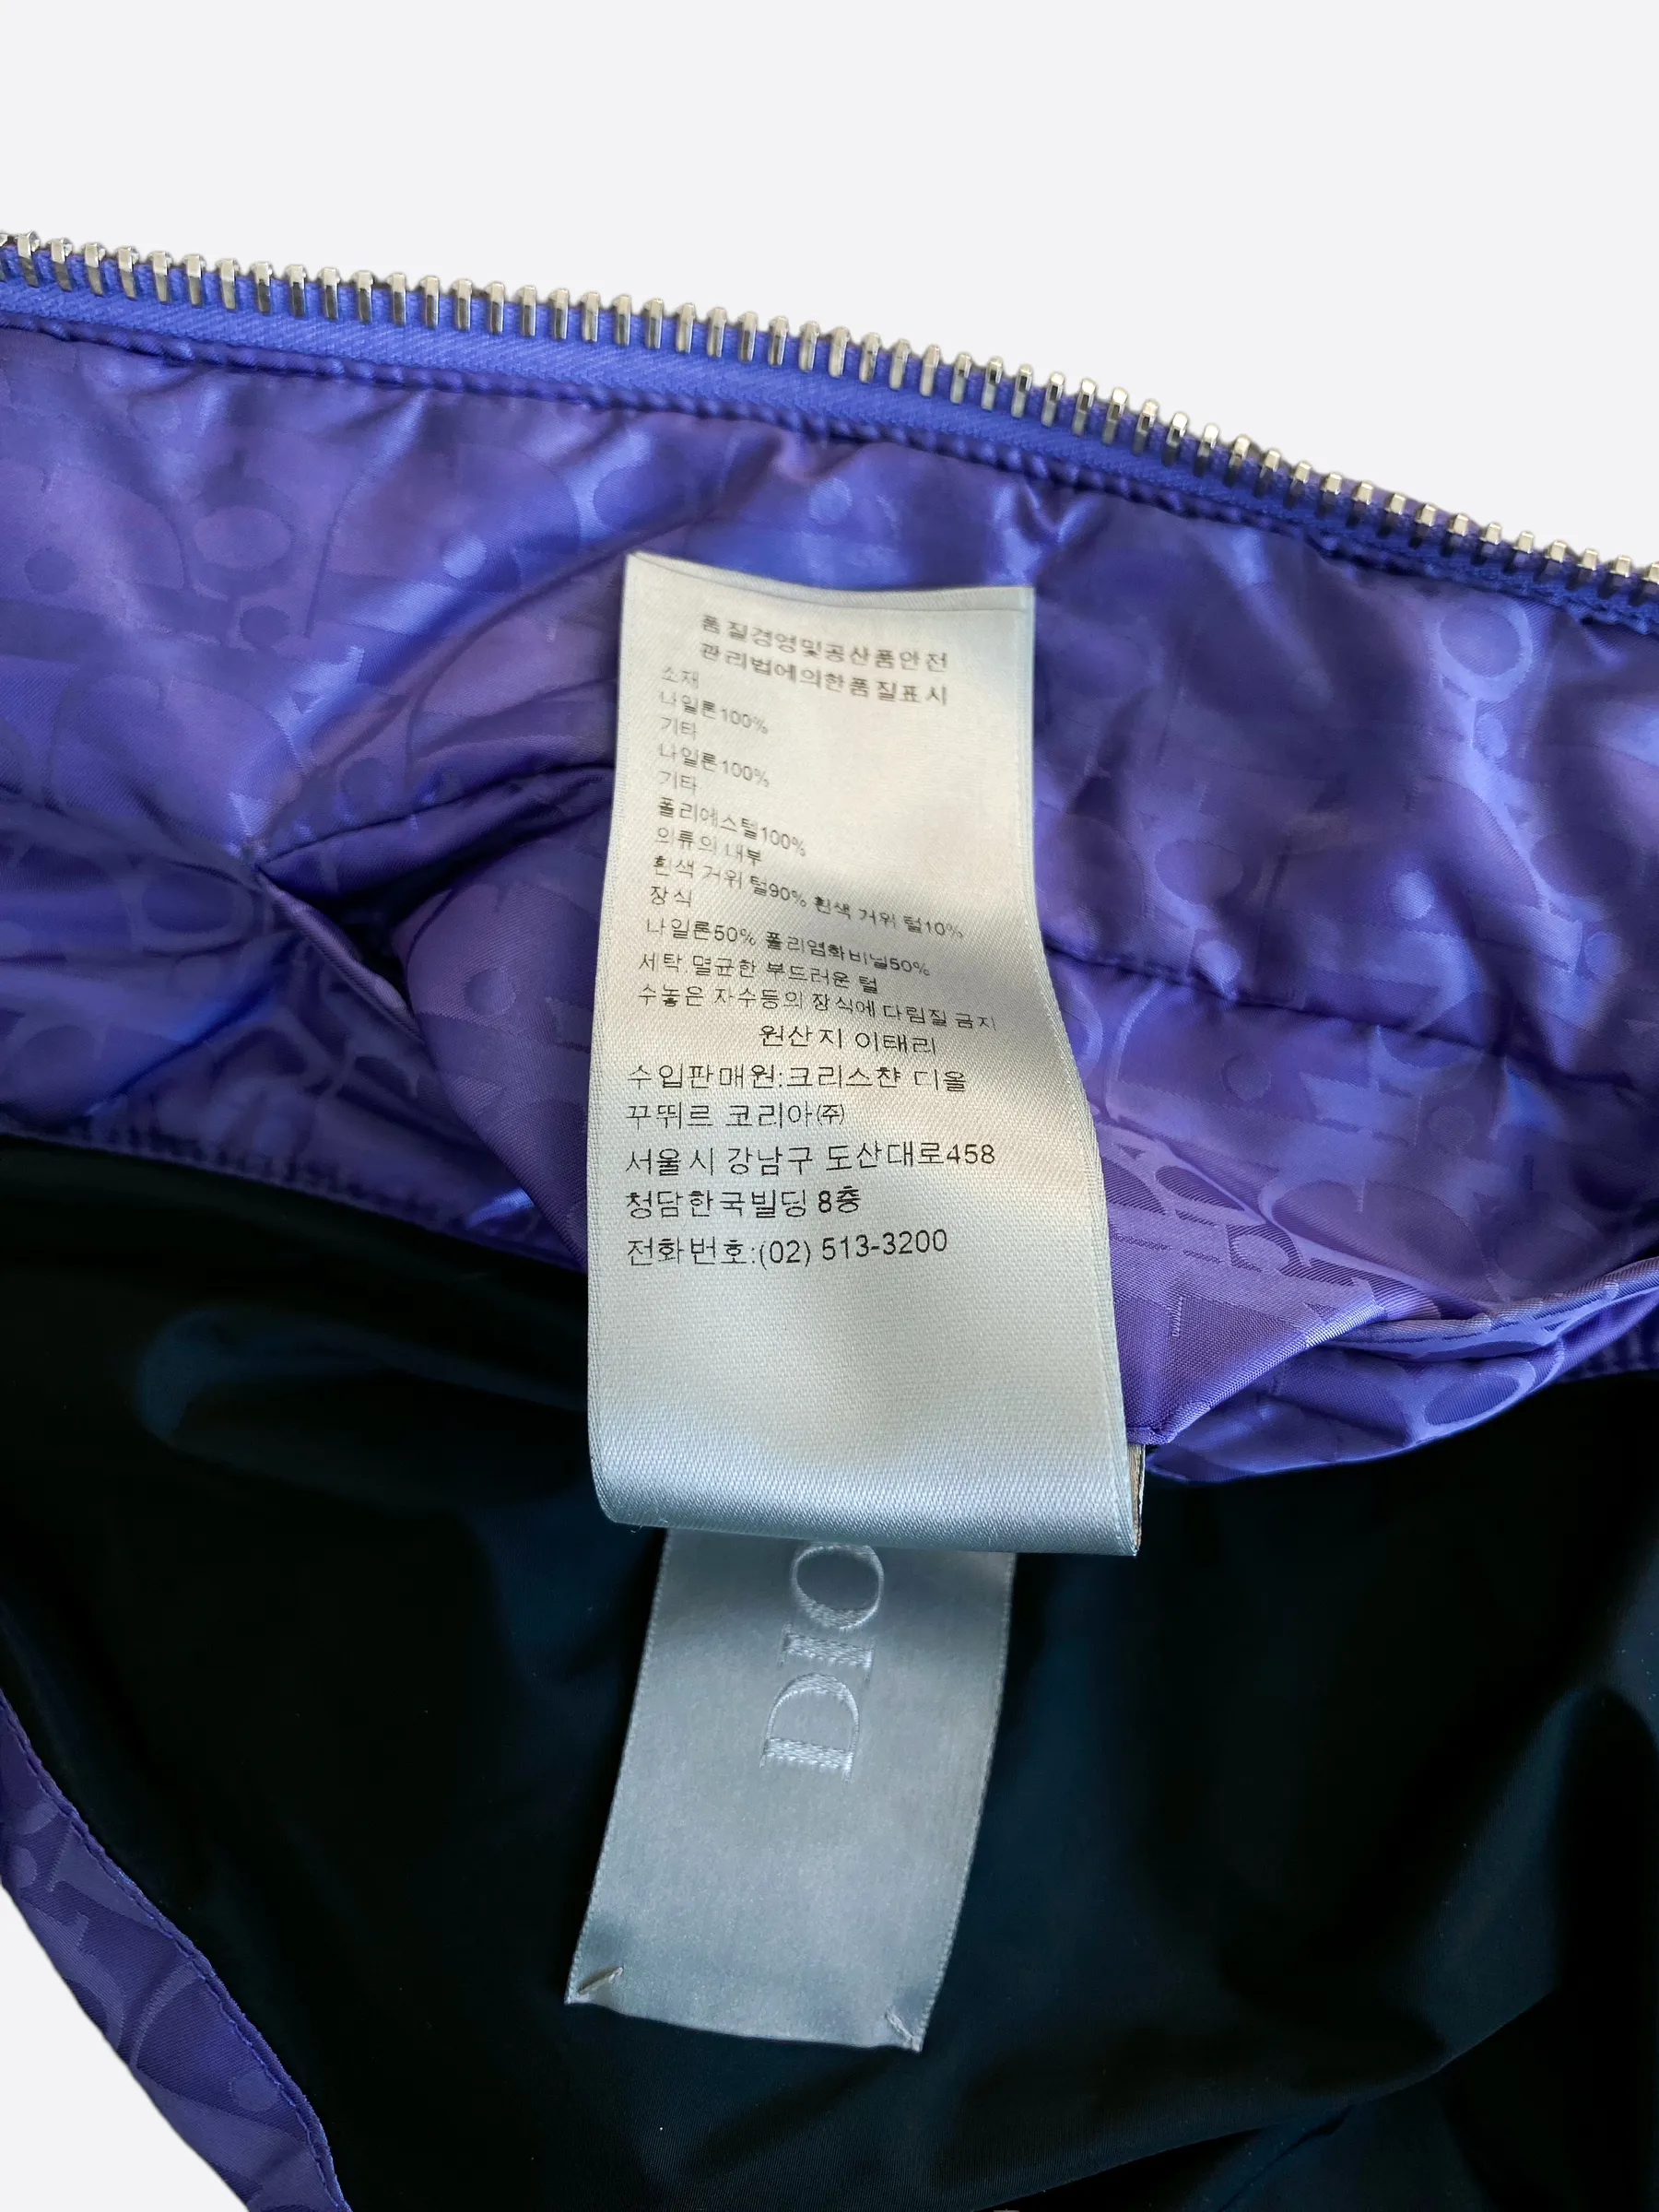 품질경영및공산품안전
관리법에의한품질표시
소재
나일론100%
기타
나일론100%
기타
폴리에스텔100%
의류의 내부
흰색 거위 털90% 흰색 거위 털10%
장식
나일론50% 폴리염화비닐50%
세탁.멸균한 부드러운 털
수놓은 자수등의 장식에 다림질 금지
원산지 이태리
수입판매원:크리스챤 디올
꾸뛰르 코리아㈜
서울시 강남구 도산대로458
청담한국빌딩 8층
전화번호:(02) 513-3200
DIO